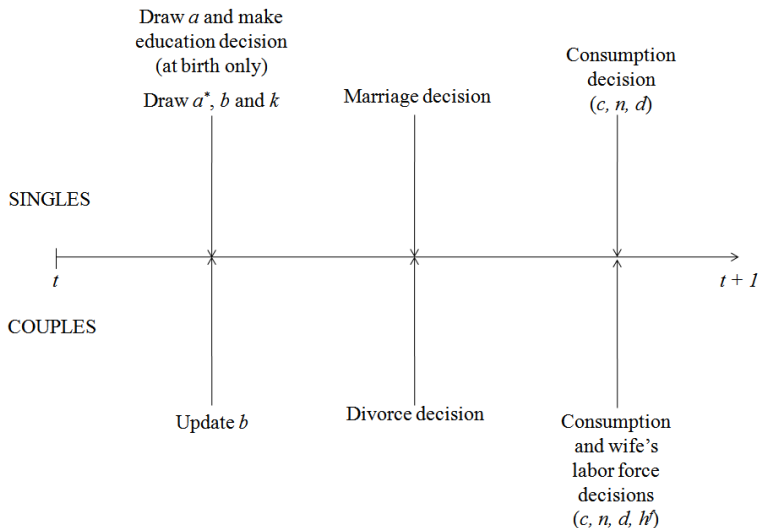 Draw a and make
education decision
(at birth only)
Draw a*, b and k
Marriage decision
Consumption
decision
(c, n, d)
SINGLES
t
t + 1
COUPLES
Update b
Divorce decision
Consumption
and wife's
labor force
decisions
(c, n, d, hᶠ)